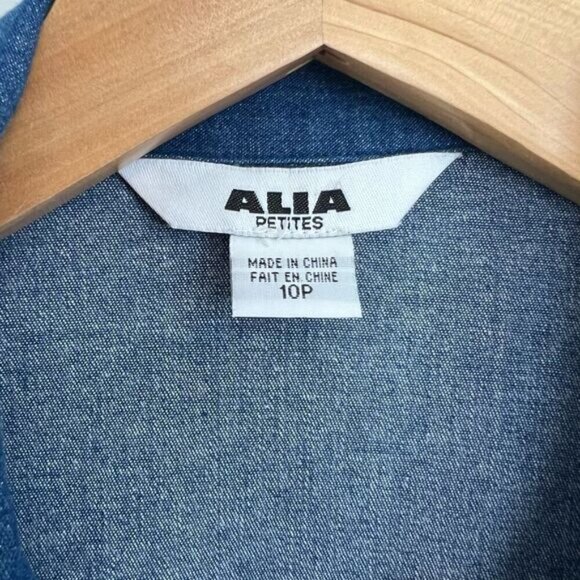 ALIA
PETITES
MADE IN CHINA
FAIT EN CHINE
10P